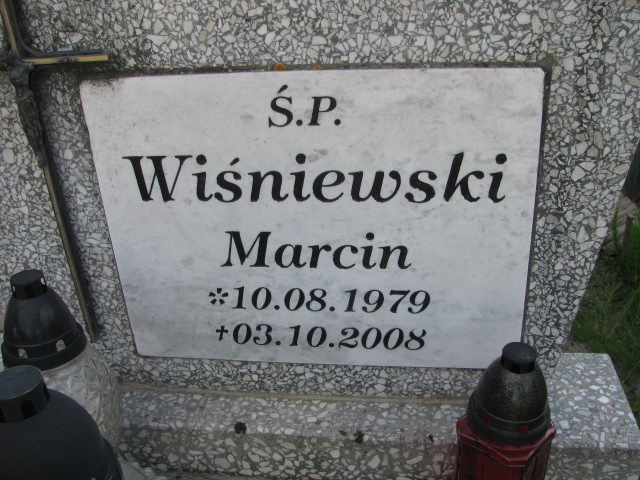 Ś.P.
Wiśniewski
Marcin
*10.08.1979
†03.10.2008